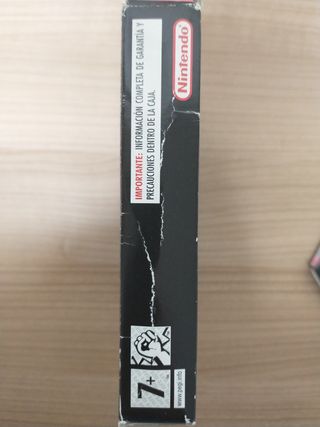 IMPORTANTE: INFORMACIÓN COMPLETA DE GARANTÍA Y
PRECAUCIONES DENTRO DE LA CAJA.
Nintendo
7+
www.pegi.info